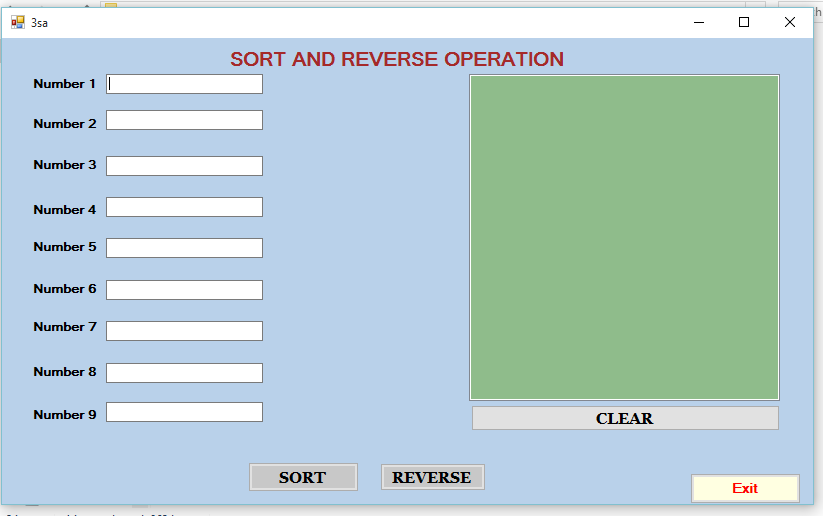 3sa
SORT AND REVERSE OPERATION
Number 1
Number 2
Number 3
Number 4
Number 5
Number 6
Number 7
Number 8
Number 9
CLEAR
SORT
REVERSE
Exit